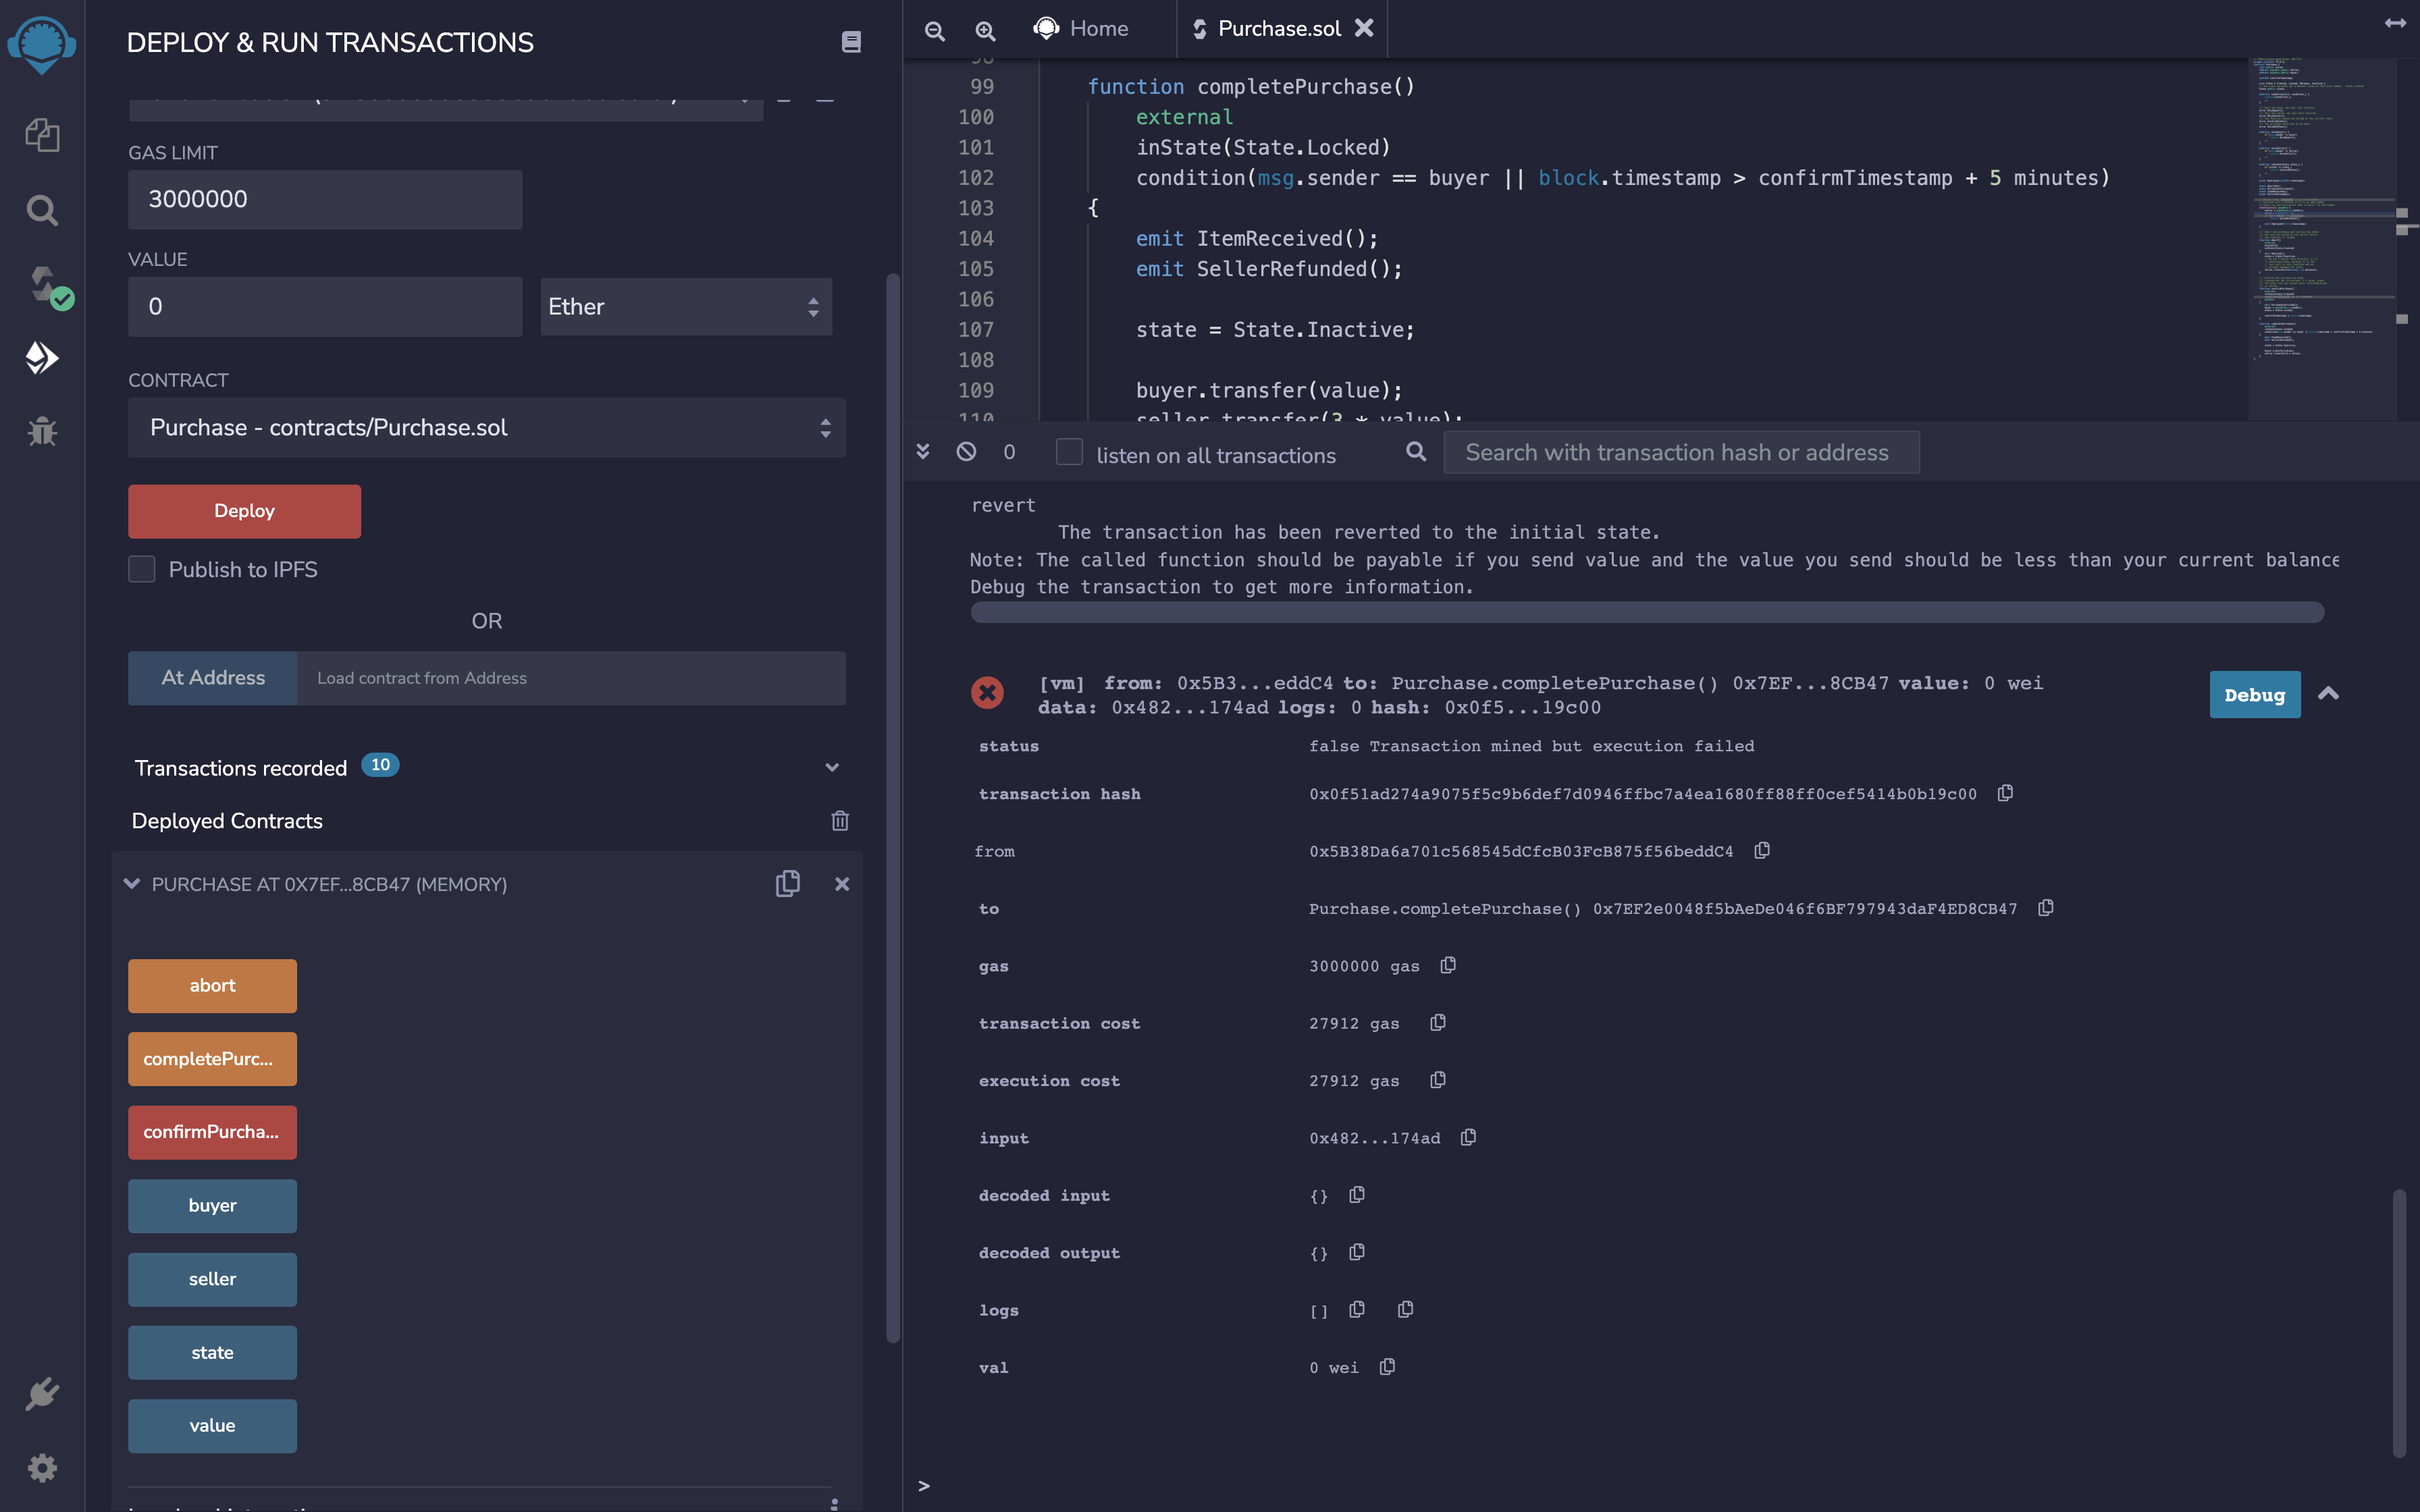 DEPLOY & RUN TRANSACTIONS
GAS LIMIT
3000000
VALUE
0
Ether
CONTRACT
Purchase - contracts/Purchase.sol
Deploy
Publish to IPFS
OR
At Address
Load contract from Address
Transactions recorded 10
Deployed Contracts
PURCHASE AT 0X7EF...8CB47 (MEMORY)
abort
completePurc...
confirmPurcha...
buyer
seller
state
value
Home
Purchase.sol
98
99 function completePurchase()
100 external
101 inState(State.Locked)
102 condition(msg.sender == buyer || block.timestamp > confirmTimestamp + 5 minutes)
103 {
104 emit ItemReceived();
105 emit SellerRefunded();
106
107 state = State.Inactive;
108
109 buyer.transfer(value);
110 seller.transfer(3 * value);
0
listen on all transactions
Search with transaction hash or address
revert
The transaction has been reverted to the initial state.
Note: The called function should be payable if you send value and the value you send should be less than your current balance
Debug the transaction to get more information.
[vm] from: 0x5B3...eddC4 to: Purchase.completePurchase() 0x7EF...8CB47 value: 0 wei
data: 0x482...174ad logs: 0 hash: 0x0f5...19c00
Debug
status false Transaction mined but execution failed
transaction hash 0x0f51ad274a9075f5c9b6def7d0946ffbc7a4ea1680ff88ff0cef5414b0b19c00
from 0x5B38Da6a701c568545dCfcB03FcB875f56beddC4
to Purchase.completePurchase() 0x7EF2e0048f5bAeDe046f6BF797943daF4ED8CB47
gas 3000000 gas
transaction cost 27912 gas
execution cost 27912 gas
input 0x482...174ad
decoded input {}
decoded output {}
logs []
val 0 wei
>